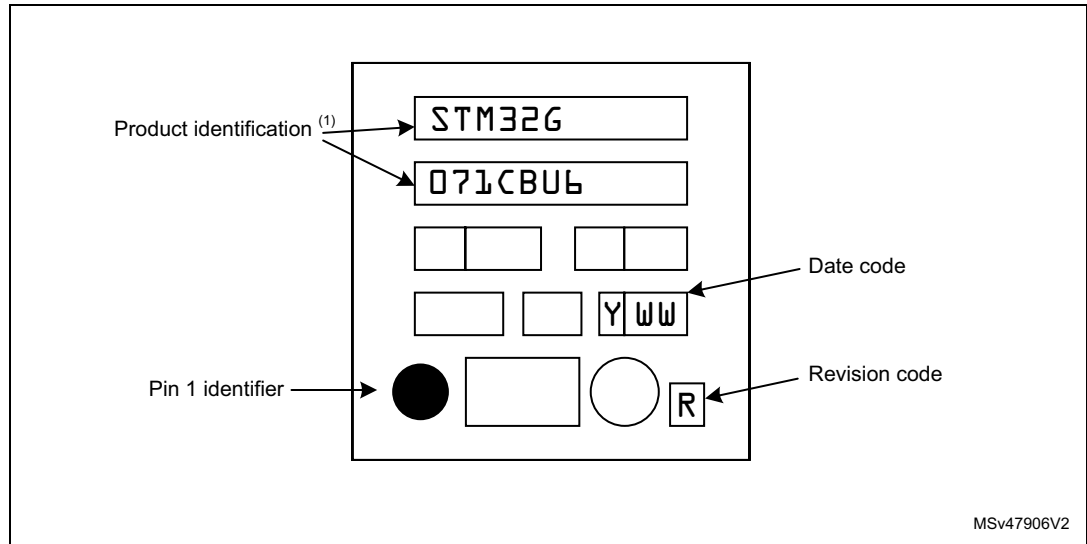 STM32G
Product identification (1)
071CBU6
Date code
Y WW
Pin 1 identifier
Revision code
R
MSv47906V2